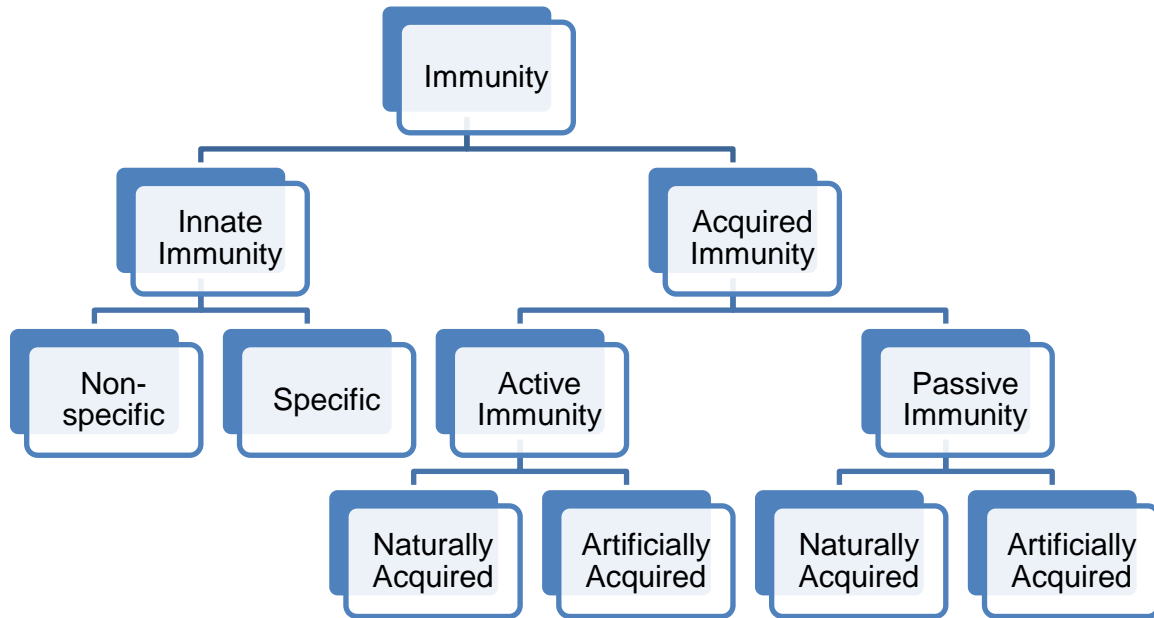 Immunity
Innate
Immunity
Acquired
Immunity
Non-
specific
Specific
Active
Immunity
Passive
Immunity
Naturally
Acquired
Artificially
Acquired
Naturally
Acquired
Artificially
Acquired